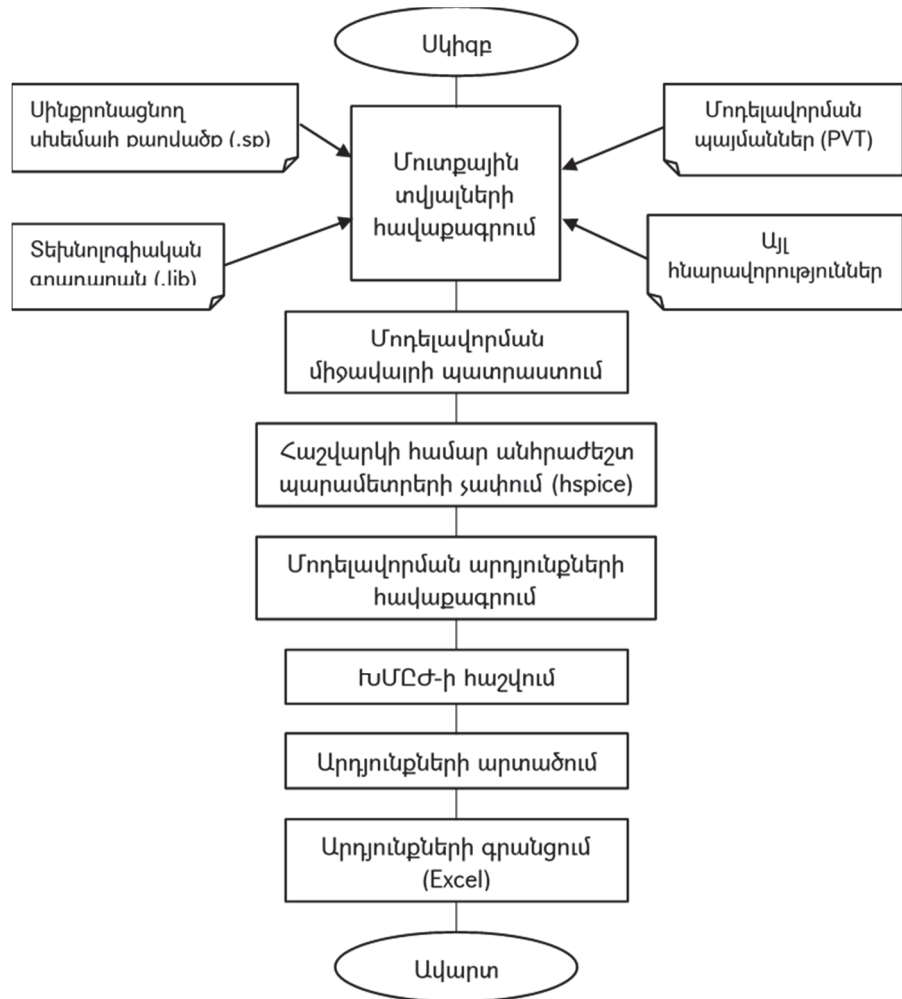 Սկիզբ
Սինքրոնացնող
սխեմայի քաղվածք (.sp)
Մոդելավորման
պայմաններ (PVT)
Մուտքային
տվյալների
հավաքագրում
Տեխնոլոգիական
գրադարան (.lib)
Այլ
հնարավորություններ
Մոդելավորման
միջավայրի պատրաստում
Հաշվարկի համար անհրաժեշտ
պարամետրերի չափում (hspice)
Մոդելավորման արդյունքների
հավաքագրում
ԽՄԸԺ-ի հաշվում
Արդյունքների արտածում
Արդյունքների գրանցում
(Excel)
Ավարտ